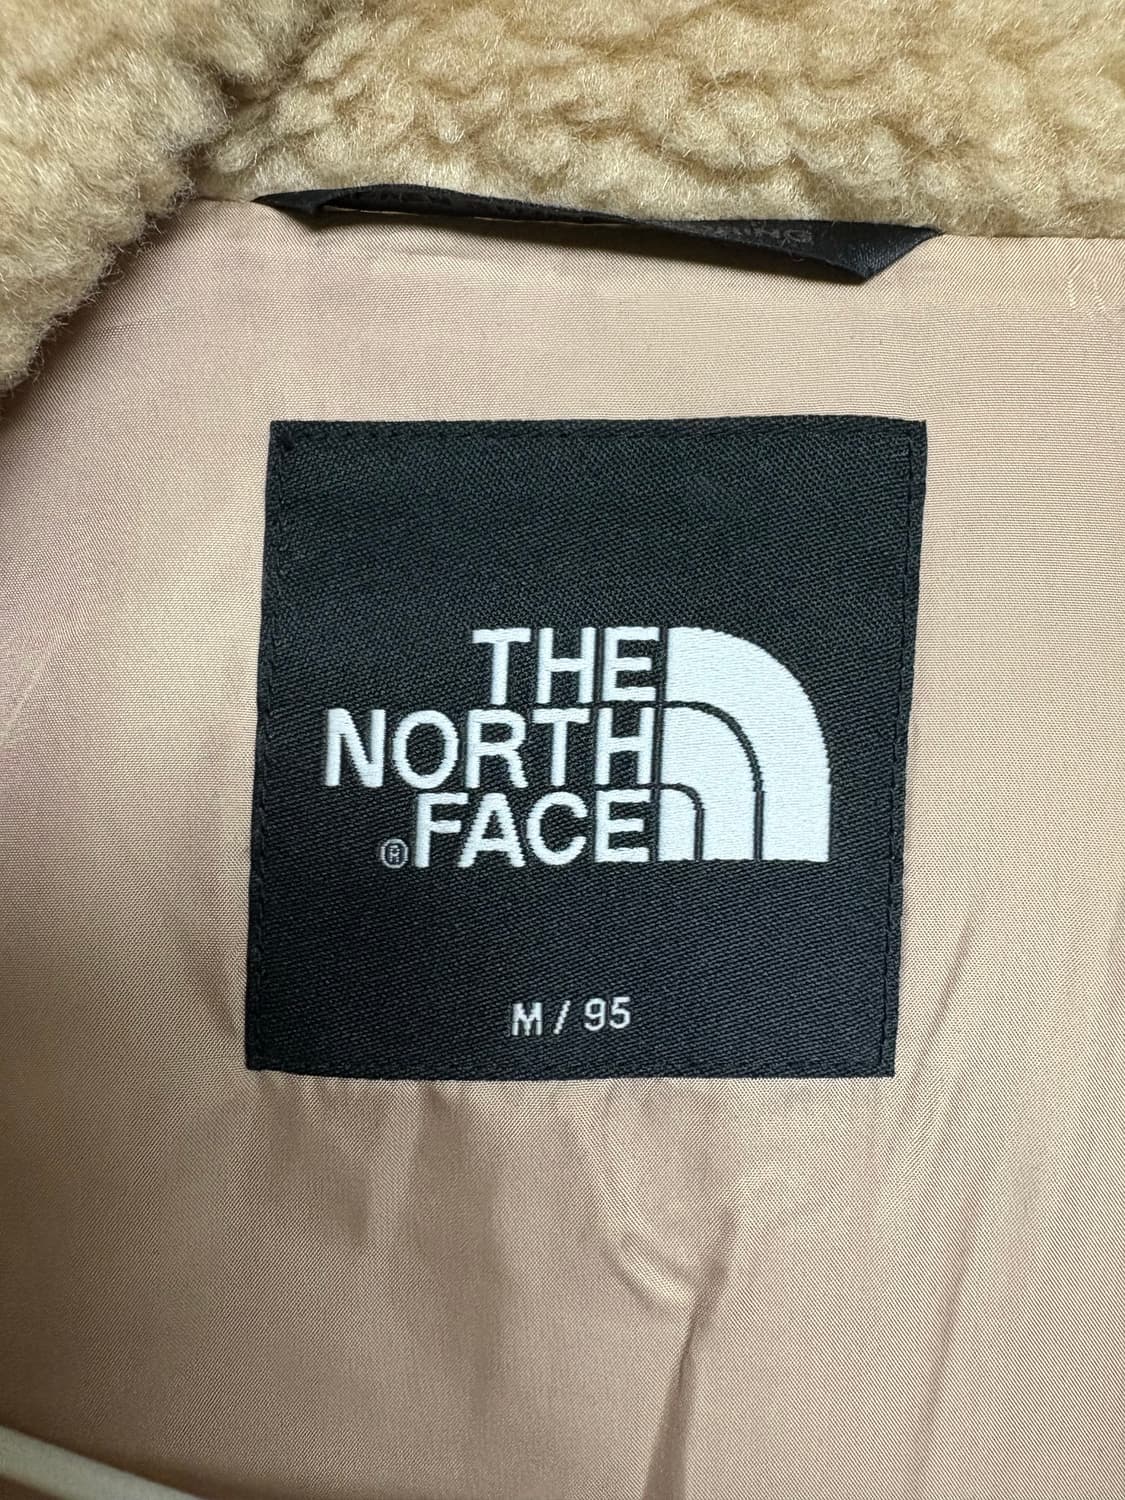 THE
NORTH
®FACE
M / 95